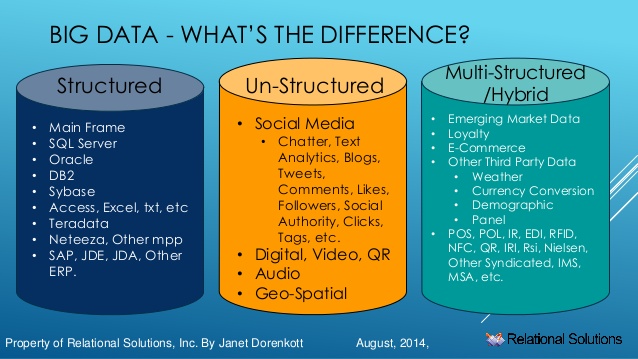 BIG DATA - WHAT'S THE DIFFERENCE?
Structured
• Main Frame
• SQL Server
• Oracle
• DB2
• Sybase
• Access, Excel, txt, etc
• Teradata
• Neteeza, Other mpp
• SAP, JDE, JDA, Other
ERP.
Un-Structured
• Social Media
• Chatter, Text
Analytics, Blogs,
Tweets,
Comments, Likes,
Followers, Social
Authority, Clicks,
Tags, etc.
• Digital, Video, QR
• Audio
• Geo-Spatial
Multi-Structured
/Hybrid
• Emerging Market Data
• Loyalty
• E-Commerce
• Other Third Party Data
• Weather
• Currency Conversion
• Demographic
• Panel
• POS, POL, IR, EDI, RFID,
NFC, QR, IRI, Rsi, Nielsen,
Other Syndicated, IMS,
MSA, etc.
Property of Relational Solutions, Inc. By Janet Dorenkott August, 2014,
Relational Solutions